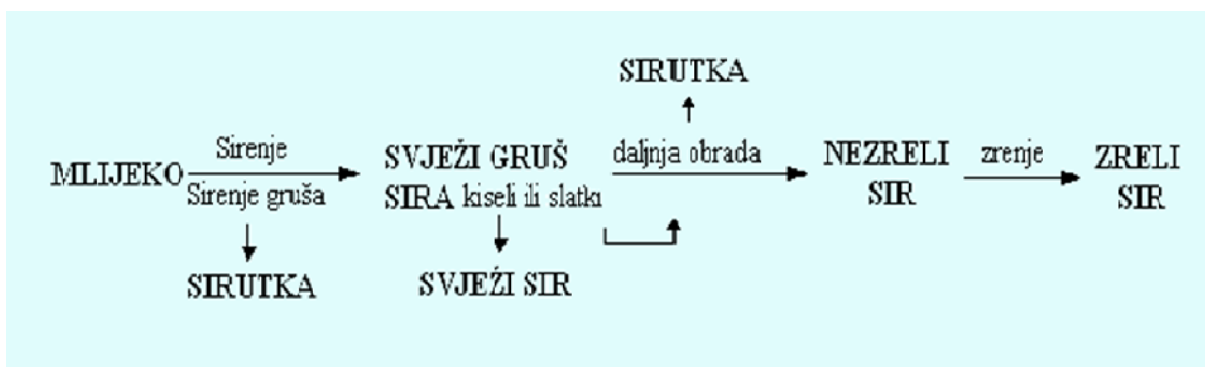 SIRUTKA
MLIJEKO
Sirenje
Sirenje gruša
SIRUTKA
SVJEŽI GRUŠ
SIRA kiseli ili slatki
SVJEŽI SIR
daljnja obrada
NEZRELI
SIR
zrenje
ZRELI
SIR